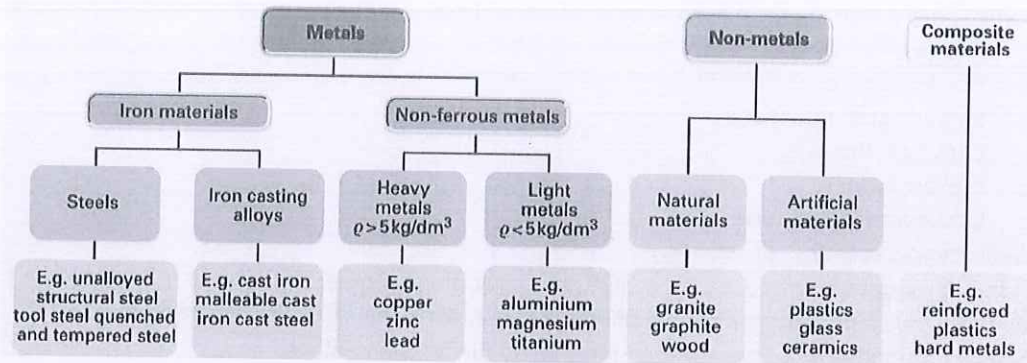 Metals
Non-metals
Composite
materials
Iron materials
Non-ferrous metals
Steels
Iron casting
alloys
Heavy
metals
ϱ>5kg/dm³
Light
metals
ϱ<5kg/dm³
Natural
materials
Artificial
materials
E.g. unalloyed
structural steel
tool steel quenched
and tempered steel
E.g. cast iron
malleable cast
iron cast steel
E.g.
copper
zinc
lead
E.g.
aluminium
magnesium
titanium
E.g.
granite
graphite
wood
E.g.
plastics
glass
ceramics
E.g.
reinforced
plastics
hard metals